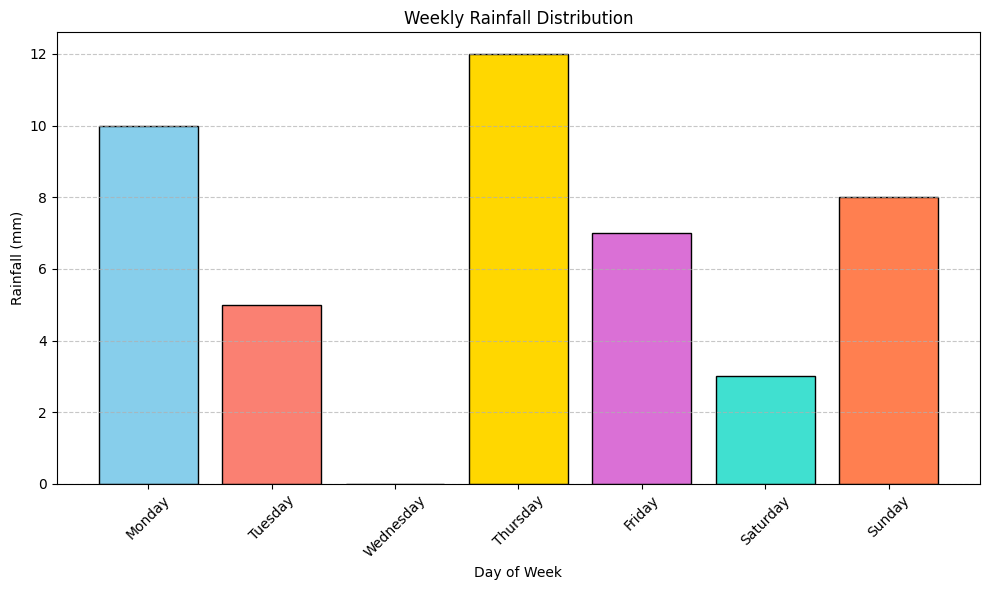 Weekly Rainfall Distribution
Rainfall (mm)
12
10
8
6
4
2
0
Monday
Tuesday
Wednesday
Thursday
Friday
Saturday
Sunday
Day of Week